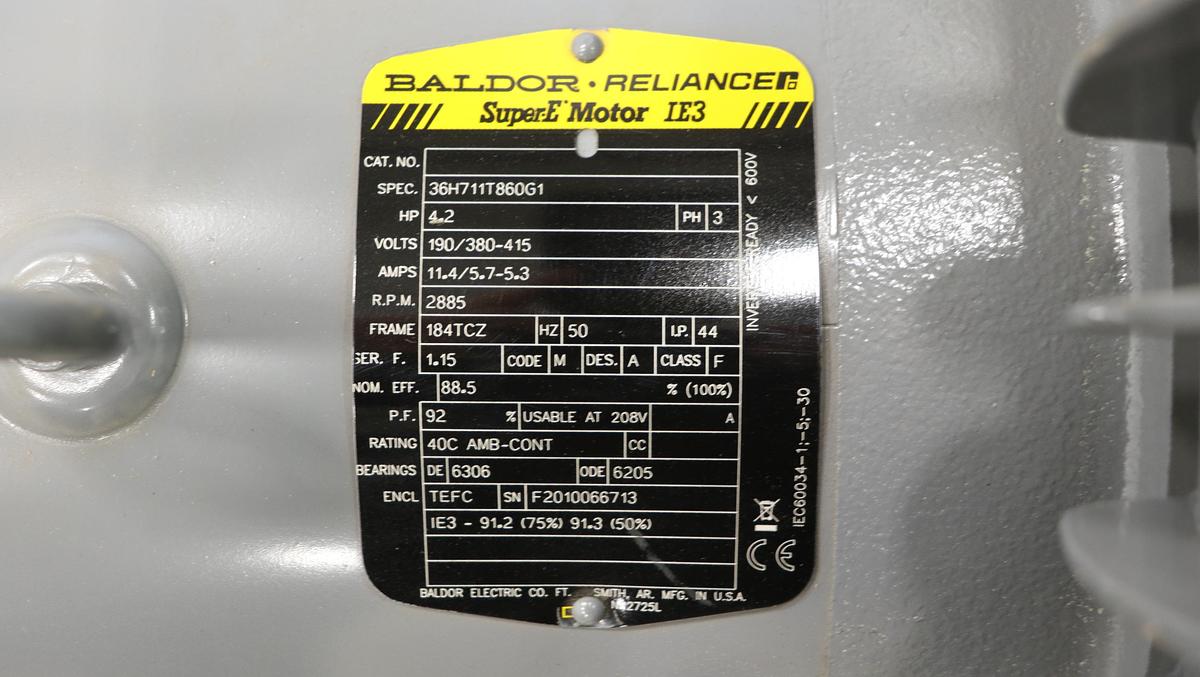 BALDOR · RELIANCE
Super-E Motor IE3
CAT. NO.
SPEC. 36H711T860G1
HP 4.2 PH 3
VOLTS 190/380-415
AMPS 11.4/5.7-5.3
R.P.M. 2885
FRAME 184TCZ HZ 50 I.P. 44
SER. F. 1.15 CODE M DES. A CLASS F
NOM. EFF. 88.5 % (100%)
P.F. 92 % USABLE AT 208V A
RATING 40C AMB-CONT CC
BEARINGS DE 6306 ODE 6205
ENCL TEFC SN F2010066713
IE3 - 91.2 (75%) 91.3 (50%)
BALDOR ELECTRIC CO. FT. SMITH, AR. MFG. IN U.S.A.
READY < 600V
IEC60034-1;-5;-30
CE